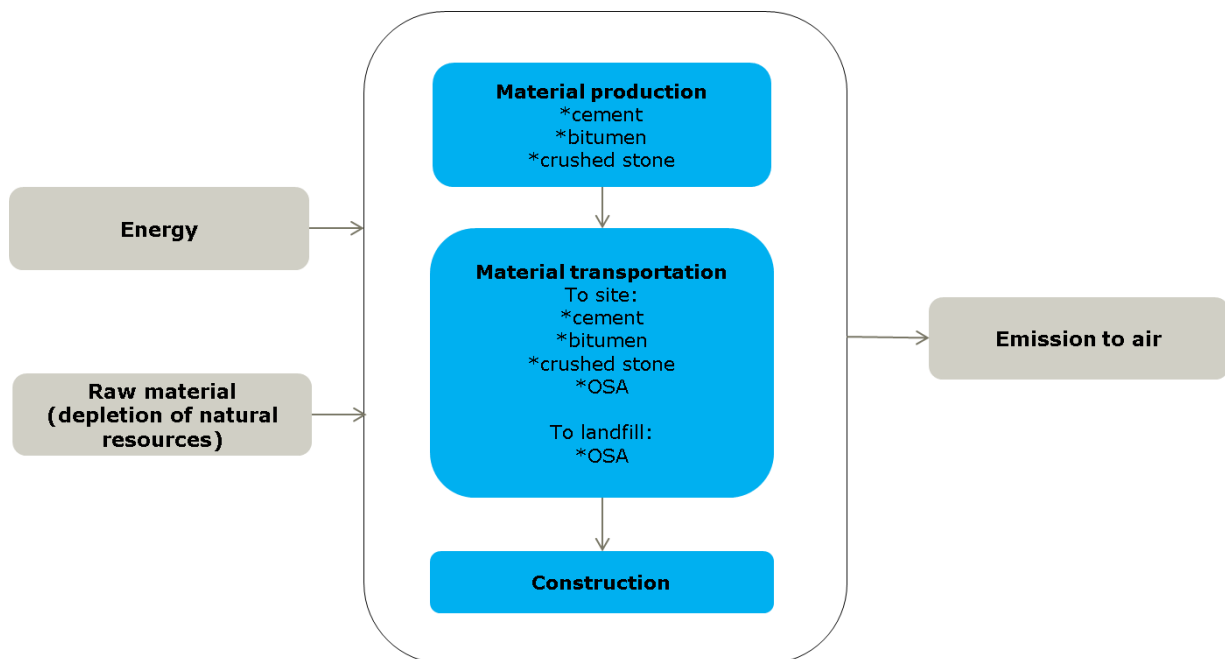 Material production
*cement
*bitumen
*crushed stone
Energy
Material transportation
To site:
*cement
*bitumen
*crushed stone
*OSA
To landfill:
*OSA
Raw material
(depletion of natural
resources)
Emission to air
Construction